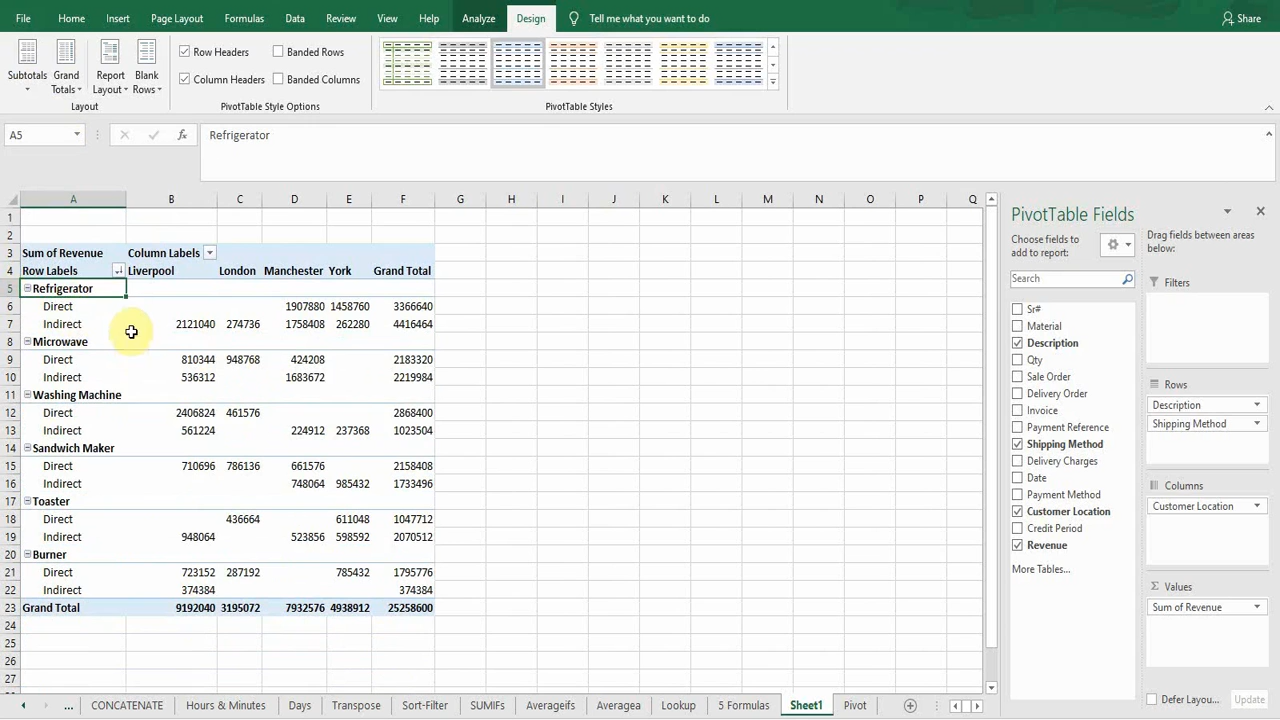 File Home Insert Page Layout Formulas Data Review View Help Analyze Design Tell me what you want to do Share
Subtotals Grand Totals Report Layout Blank Rows
Row Headers Banded Rows
Column Headers Banded Columns
Layout PivotTable Style Options PivotTable Styles
A5 fx Refrigerator
A B C D E F G H I J K L M N O P Q
1
2
3 Sum of Revenue Column Labels
4 Row Labels Liverpool London Manchester York Grand Total
5 Refrigerator
6 Direct 1907880 1458760 3366640
7 Indirect 2121040 274736 1758408 262280 4416464
8 Microwave
9 Direct 810344 948768 424208 2183320
10 Indirect 536312 1683672 2219984
11 Washing Machine
12 Direct 2406824 461576 2868400
13 Indirect 561224 224912 237368 1023504
14 Sandwich Maker
15 Direct 710696 786136 661576 2158408
16 Indirect 748064 985432 1733496
17 Toaster
18 Direct 436664 611048 1047712
19 Indirect 948064 523856 598592 2070512
20 Burner
21 Direct 723152 287192 785432 1795776
22 Indirect 374384 374384
23 Grand Total 9192040 3195072 7932576 4938912 25258600
24
25
26
27
PivotTable Fields
Choose fields to add to report:
Search
Sr#
Material
Description
Qty
Sale Order
Delivery Order
Invoice
Payment Reference
Shipping Method
Delivery Charges
Date
Payment Method
Customer Location
Credit Period
Revenue
More Tables...
Drag fields between areas below:
Filters
Rows
Description
Shipping Method
Columns
Customer Location
Σ Values
Sum of Revenue
Defer Layou... Update
... CONCATENATE Hours & Minutes Days Transpose Sort-Filter SUMIFs AverageIfs Averagea Lookup 5 Formulas Sheet1 Pivot